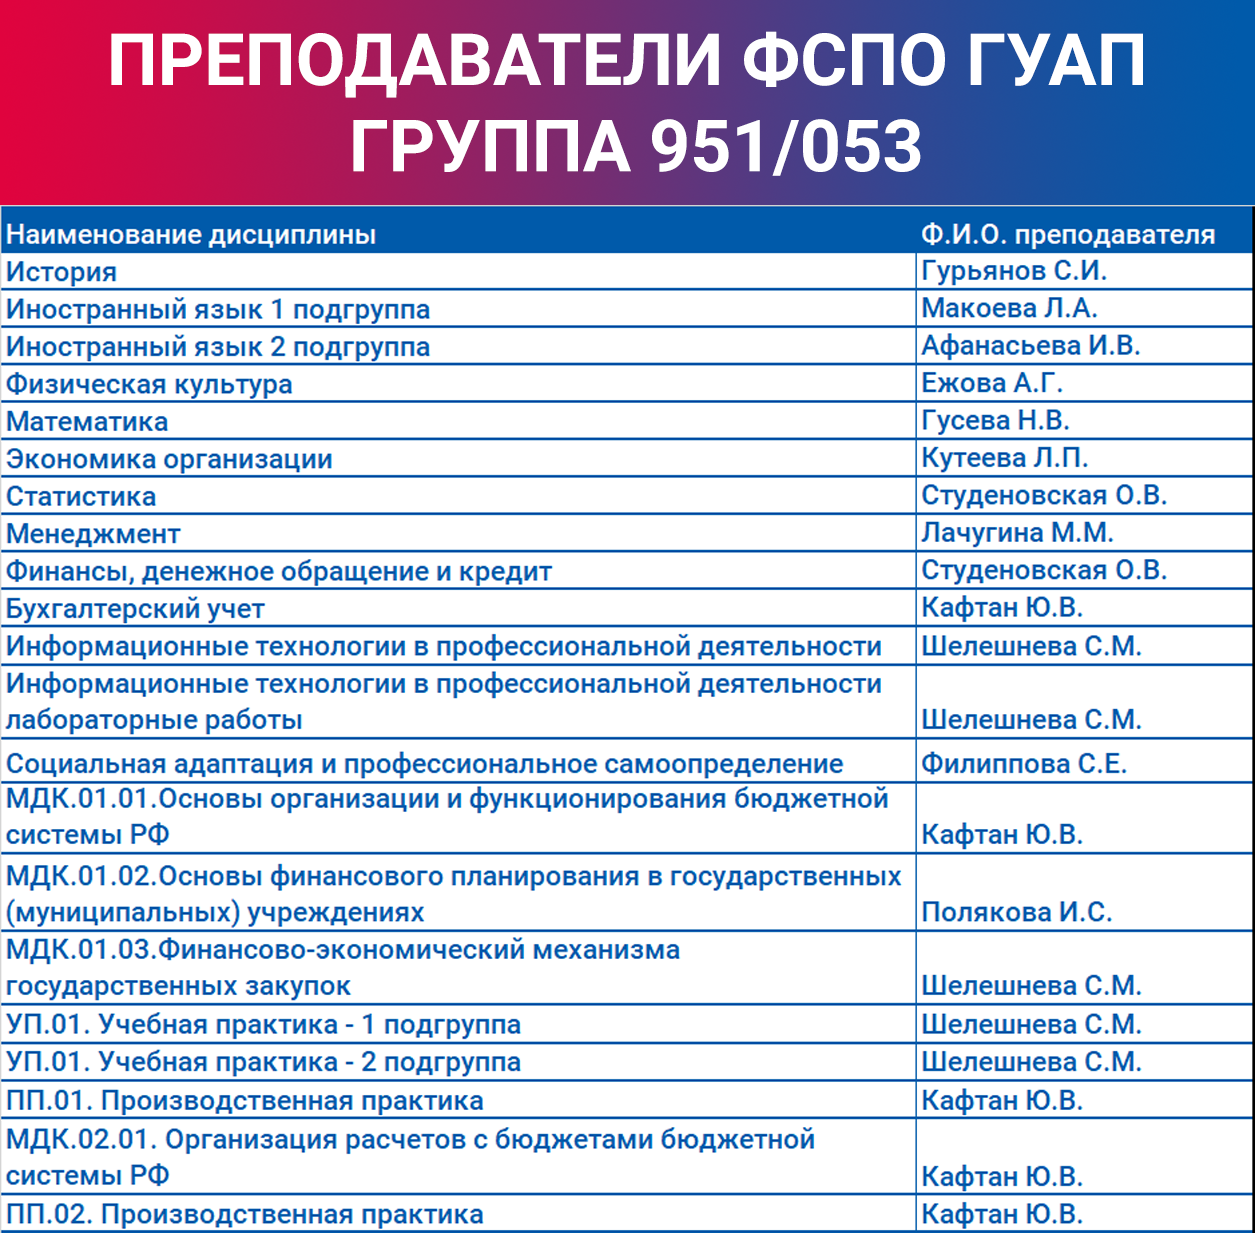 ПРЕПОДАВАТЕЛИ ФСПО ГУАП
ГРУППА 951/053
Наименование дисциплины Ф.И.О. преподавателя
История Гурьянов С.И.
Иностранный язык 1 подгруппа Макоева Л.А.
Иностранный язык 2 подгруппа Афанасьева И.В.
Физическая культура Ежова А.Г.
Математика Гусева Н.В.
Экономика организации Кутеева Л.П.
Статистика Студеновская О.В.
Менеджмент Лачугина М.М.
Финансы, денежное обращение и кредит Студеновская О.В.
Бухгалтерский учет Кафтан Ю.В.
Информационные технологии в профессиональной деятельности Шелешнева С.М.
Информационные технологии в профессиональной деятельности
лабораторные работы Шелешнева С.М.
Социальная адаптация и профессиональное самоопределение Филиппова С.Е.
МДК.01.01.Основы организации и функционирования бюджетной
системы РФ Кафтан Ю.В.
МДК.01.02.Основы финансового планирования в государственных
(муниципальных) учреждениях Полякова И.С.
МДК.01.03.Финансово-экономический механизма
государственных закупок Шелешнева С.М.
УП.01. Учебная практика - 1 подгруппа Шелешнева С.М.
УП.01. Учебная практика - 2 подгруппа Шелешнева С.М.
ПП.01. Производственная практика Кафтан Ю.В.
МДК.02.01. Организация расчетов с бюджетами бюджетной
системы РФ Кафтан Ю.В.
ПП.02. Производственная практика Кафтан Ю.В.